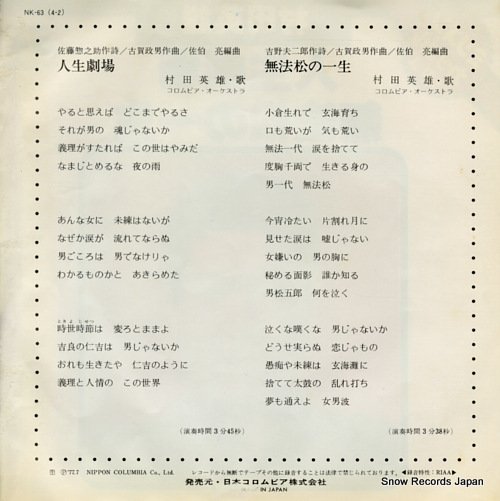 NK-63 (4-2)
佐藤惣之助作詩／古賀政男作曲／佐伯 亮編曲
人生劇場
村田英雄・歌
コロムビア・オーケストラ
やると思えば どこまでやるさ
それが男の 魂じゃないか
義理がすたれば この世はやみだ
なまじとめるな 夜の雨
あんな女に 未練はないが
なぜか涙が 流れてならぬ
男ごころは 男でなけりゃ
わかるものかと あきらめた
ときよ じせつ
時世時節は 変ろとままよ
吉良の仁吉は 男じゃないか
おれも生きたや 仁吉のように
義理と人情の この世界
(演奏時間3分45秒)
吉野夫二郎作詩／古賀政男作曲／佐伯 亮編曲
無法松の一生
村田英雄・歌
コロムビア・オーケストラ
小倉生れで 玄海育ち
口も荒いが 気も荒い
無法一代 涙を捨てて
度胸千両で 生きる身の
男一代 無法松
今宵冷たい 片割れ月に
見せた涙は 嘘じゃない
女嫌いの 男の胸に
秘める面影 誰か知る
男松五郎 何を泣く
泣くな嘆くな 男じゃないか
どうせ実らぬ 恋じゃもの
愚痴や未練は 玄海灘に
捨てて太鼓の 乱れ打ち
夢も通えよ 女男波
(演奏時間3分38秒)
Ⓟ'77.7 NIPPON COLUMBIA Co., Ltd. レコードから無断でテープその他に録音することは法律で禁じられております。◀録音特性：RIAA▶
発売元・日本コロムビア株式会社
IN JAPAN
Snow Records Japan